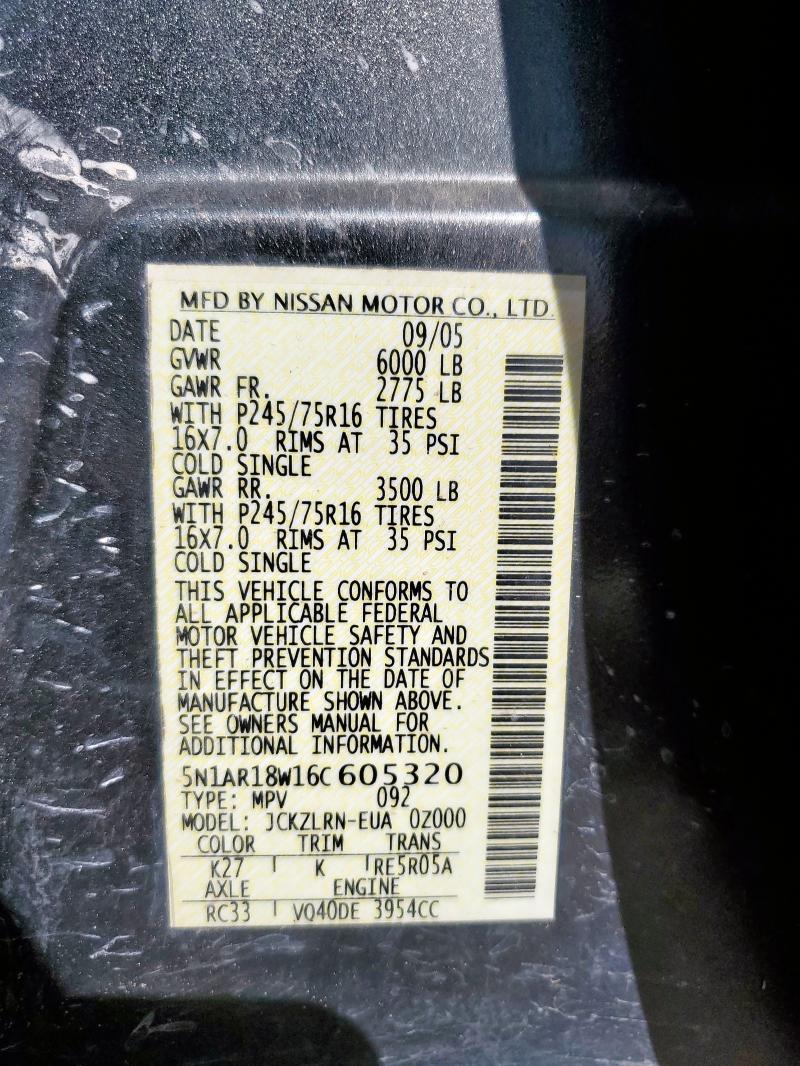 MFD BY NISSAN MOTOR CO., LTD.
DATE 09/05
GVWR 6000 LB
GAWR FR. 2775 LB
WITH P245/75R16 TIRES
16X7.0 RIMS AT 35 PSI
COLD SINGLE
GAWR RR. 3500 LB
WITH P245/75R16 TIRES
16X7.0 RIMS AT 35 PSI
COLD SINGLE
THIS VEHICLE CONFORMS TO
ALL APPLICABLE FEDERAL
MOTOR VEHICLE SAFETY AND
THEFT PREVENTION STANDARDS
IN EFFECT ON THE DATE OF
MANUFACTURE SHOWN ABOVE.
SEE OWNERS MANUAL FOR
ADDITIONAL INFORMATION.
5N1AR18W16C605320
TYPE: MPV 092
MODEL: JCKZLRN-EUA 0Z000
COLOR TRIM TRANS
K27 K RE5R05A
AXLE ENGINE
RC33 VQ40DE 3954CC